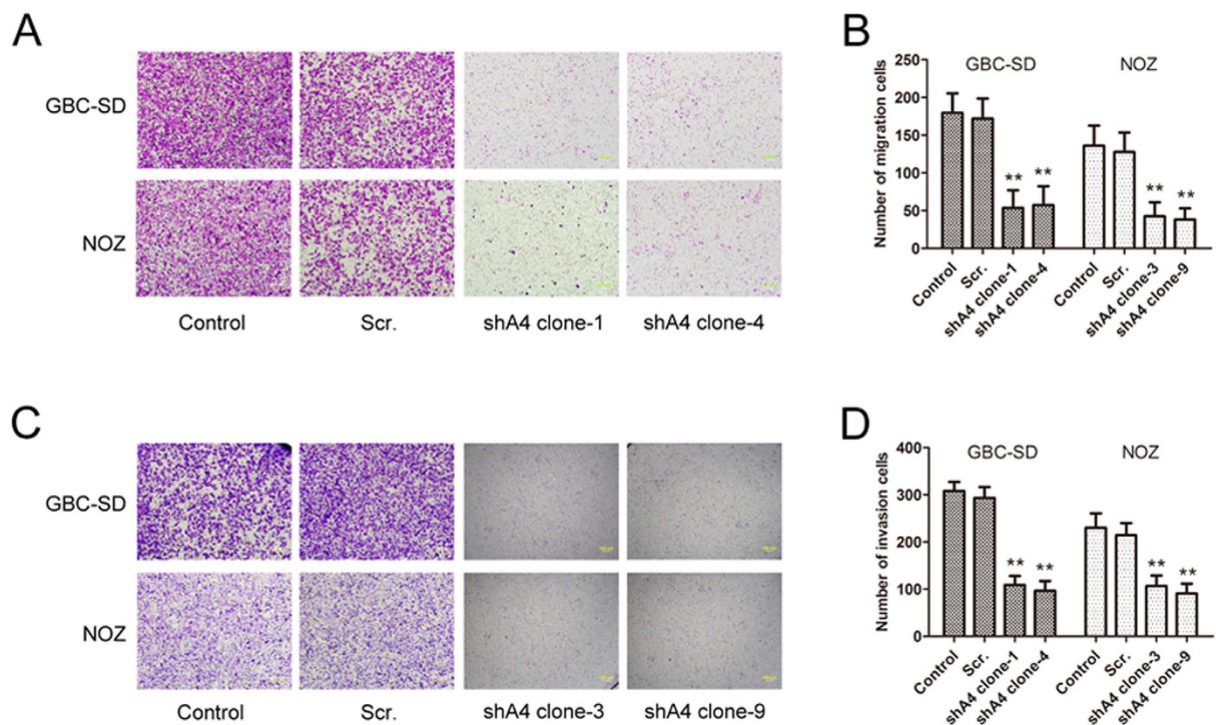 A
GBC-SD
NOZ
Control Scr. shA4 clone-1 shA4 clone-4
B
Number of migration cells
250
200
150
100
50
0
GBC-SD NOZ
** ** ** **
Control Scr. shA4 clone-1 shA4 clone-4 Control Scr. shA4 clone-3 shA4 clone-9
C
GBC-SD
NOZ
Control Scr. shA4 clone-3 shA4 clone-9
D
Number of invasion cells
400
300
200
100
0
GBC-SD NOZ
** ** ** **
Control Scr. shA4 clone-1 shA4 clone-4 Control Scr. shA4 clone-3 shA4 clone-9